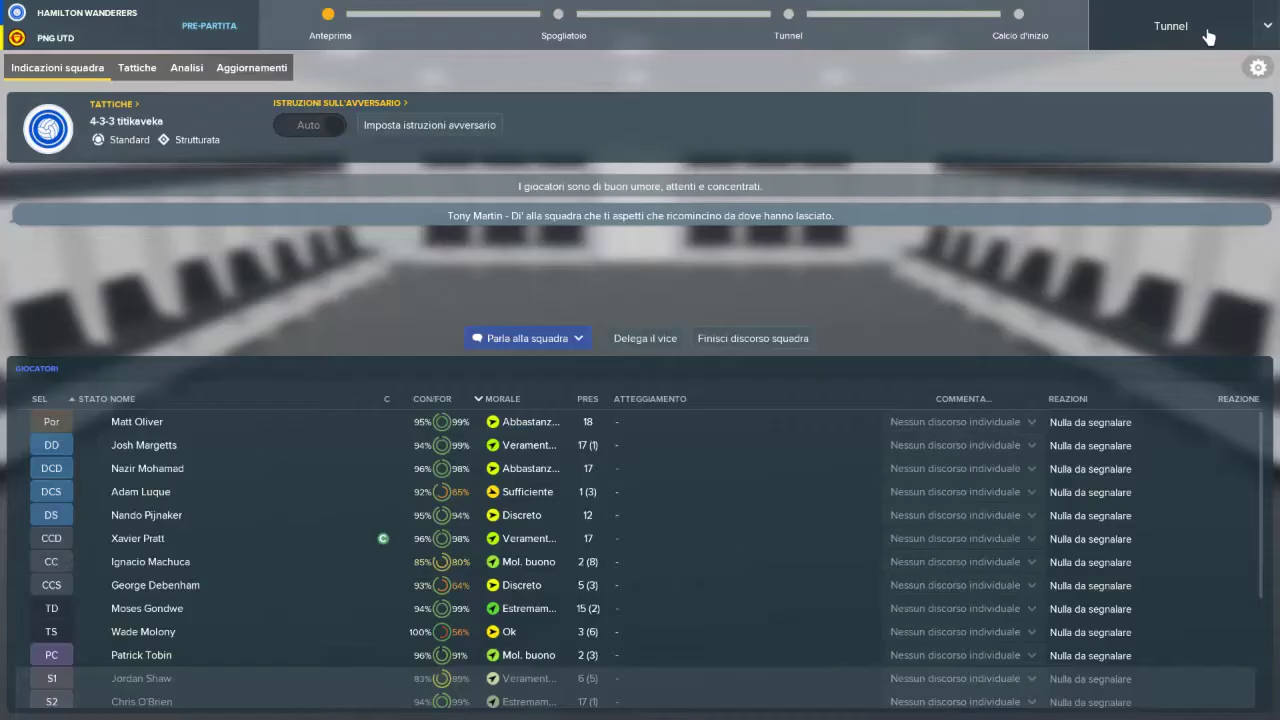 HAMILTON WANDERERS
PNG UTD
PRE-PARTITA
Anteprima
Spogliatoio
Tunnel
Calcio d'inizio
Tunnel
Indicazioni squadra Tattiche Analisi Aggiornamenti
TATTICHE >
4-3-3 titikaveka
Standard Strutturata
ISTRUZIONI SULL'AVVERSARIO >
Auto Imposta istruzioni avversario
I giocatori sono di buon umore, attenti e concentrati.
Tony Martin - Di' alla squadra che ti aspetti che ricomincino da dove hanno lasciato.
Parla alla squadra Delega il vice Finisci discorso squadra
GIOCATORI
SEL STATO NOME C CON/FOR MORALE PRES ATTEGGIAMENTO COMMENTA... REAZIONI REAZIONE
Por Matt Oliver 95% 99% Abbastanz... 18 - Nessun discorso individuale Nulla da segnalare
DD Josh Margetts 94% 99% Verament... 17 (1) - Nessun discorso individuale Nulla da segnalare
DCD Nazir Mohamad 96% 98% Abbastanz... 17 - Nessun discorso individuale Nulla da segnalare
DCS Adam Luque 92% 65% Sufficiente 1 (3) - Nessun discorso individuale Nulla da segnalare
DS Nando Pijnaker 95% 94% Discreto 12 - Nessun discorso individuale Nulla da segnalare
CCD Xavier Pratt C 96% 98% Verament... 17 - Nessun discorso individuale Nulla da segnalare
CC Ignacio Machuca 85% 80% Mol. buono 2 (8) - Nessun discorso individuale Nulla da segnalare
CCS George Debenham 93% 64% Discreto 5 (3) - Nessun discorso individuale Nulla da segnalare
TD Moses Gondwe 94% 99% Estremam... 15 (2) - Nessun discorso individuale Nulla da segnalare
TS Wade Molony 100% 56% Ok 3 (6) - Nessun discorso individuale Nulla da segnalare
PC Patrick Tobin 96% 91% Mol. buono 2 (3) - Nessun discorso individuale Nulla da segnalare
S1 Jordan Shaw 83% 89% Verament... 6 (5) - Nessun discorso individuale Nulla da segnalare
S2 Chris O'Brien 94% 99% Estremam... 17 (1) - Nessun discorso individuale Nulla da segnalare